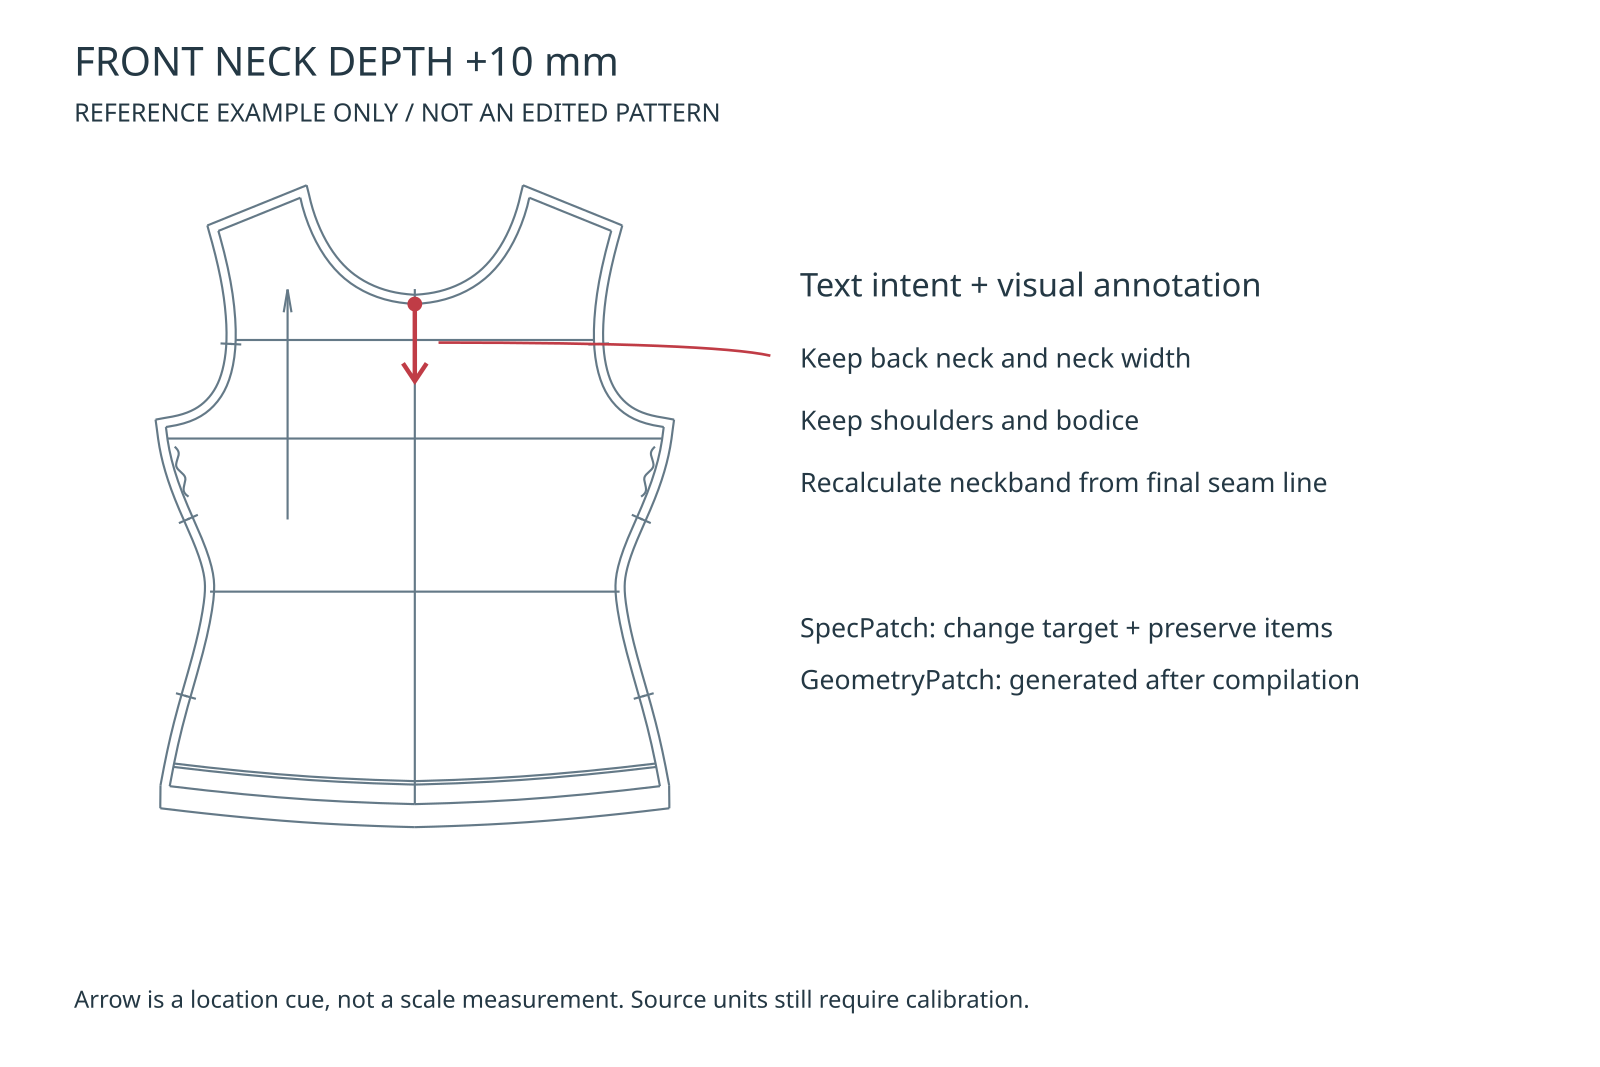 FRONT NECK DEPTH +10 mm
REFERENCE EXAMPLE ONLY / NOT AN EDITED PATTERN
Text intent + visual annotation
Keep back neck and neck width
Keep shoulders and bodice
Recalculate neckband from final seam line
SpecPatch: change target + preserve items
GeometryPatch: generated after compilation
Arrow is a location cue, not a scale measurement. Source units still require calibration.